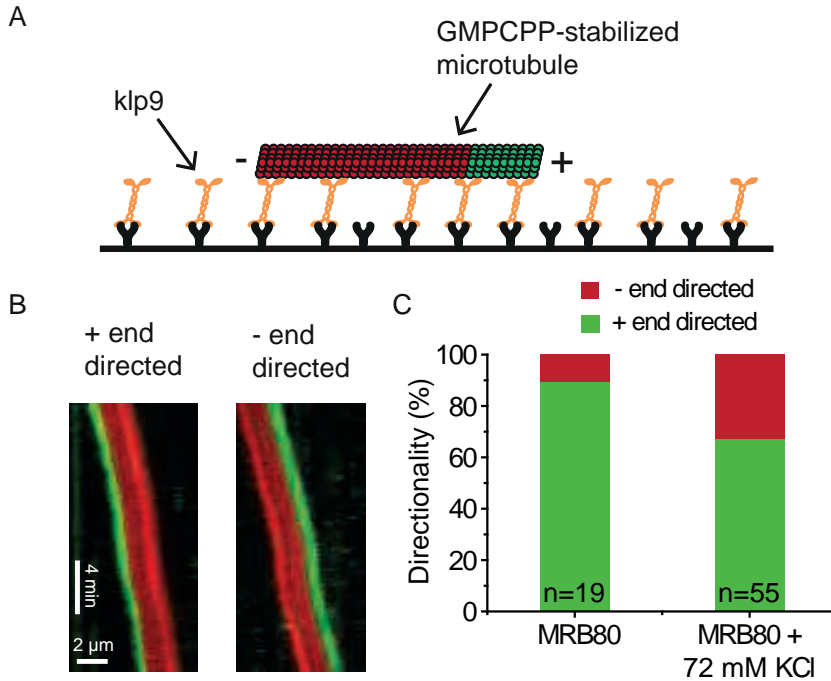 A
GMPCPP-stabilized
microtubule
klp9
-
+
B
+ end
directed
- end
directed
4 min
2 µm
C
- end directed
+ end directed
Directionality (%)
100
80
60
40
20
0
n=19
n=55
MRB80
MRB80 +
72 mM KCl